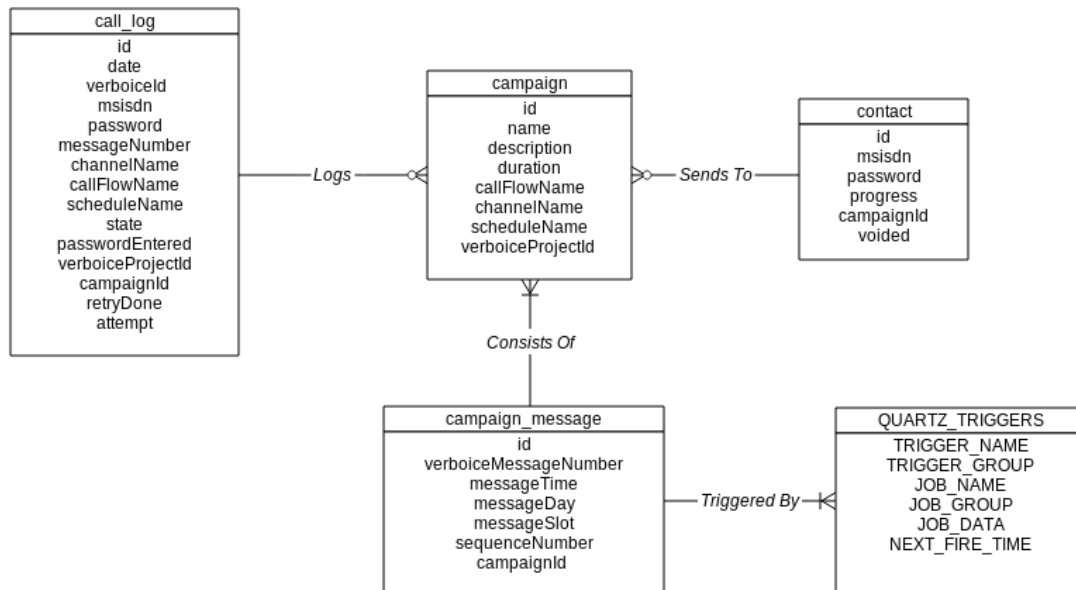 call_log
id
date
verboiceId
msisdn
password
messageNumber
channelName
callFlowName
scheduleName
state
passwordEntered
verboiceProjectId
campaignId
retryDone
attempt
Logs
campaign
id
name
description
duration
callFlowName
channelName
scheduleName
verboiceProjectId
Sends To
contact
id
msisdn
password
progress
campaignId
voided
Consists Of
campaign_message
id
verboiceMessageNumber
messageTime
messageDay
messageSlot
sequenceNumber
campaignId
Triggered By
QUARTZ_TRIGGERS
TRIGGER_NAME
TRIGGER_GROUP
JOB_NAME
JOB_GROUP
JOB_DATA
NEXT_FIRE_TIME